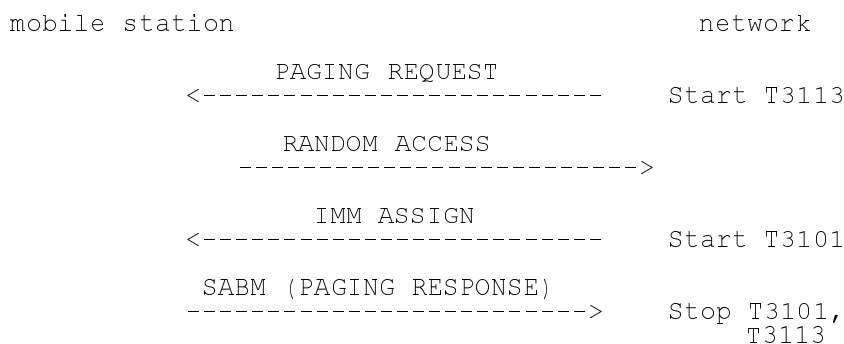 mobile station network
PAGING REQUEST
<------------------------- Start T3113
RANDOM ACCESS
------------------------->
IMM ASSIGN
<------------------------- Start T3101
SABM (PAGING RESPONSE)
-------------------------> Stop T3101,
T3113